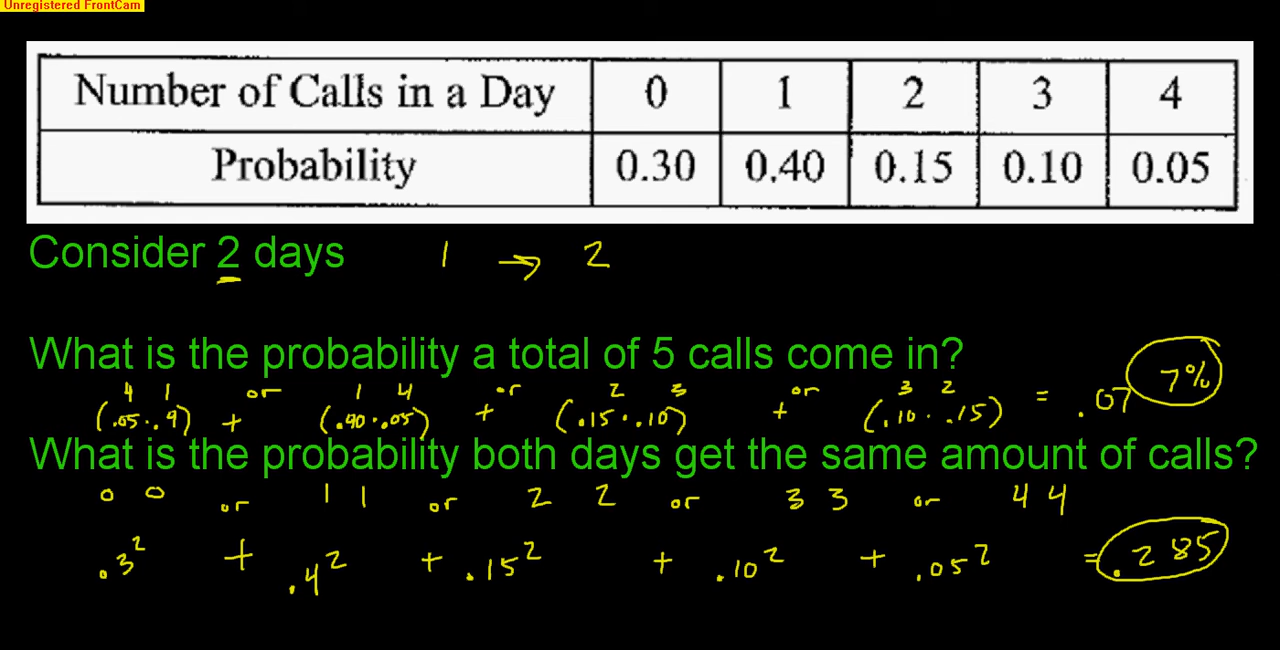 Unregistered FrontCam
Number of Calls in a Day 0 1 2 3 4
Probability 0.30 0.40 0.15 0.10 0.05
Consider 2 days 1 → 2
What is the probability a total of 5 calls come in?
4 1 or 1 4 or 2 3 or 3 2
(.05 · .4) + (.40 · .05) + (.15 · .10) + (.10 · .15) = .07 7%
What is the probability both days get the same amount of calls?
0 0 or 1 1 or 2 2 or 3 3 or 4 4
.3² + .4² + .15² + .10² + .05² = .285